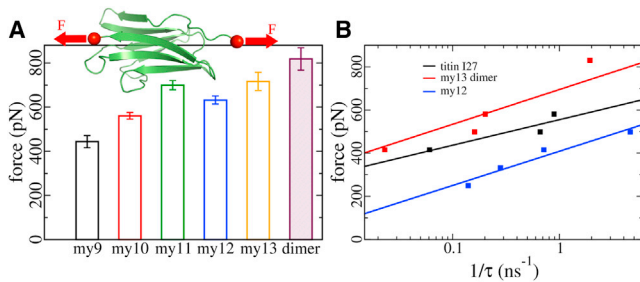 A
F
F
force (pN)
800
600
400
200
0
my9 my10 my11 my12 my13 dimer
B
titin I27
my13 dimer
my12
force (pN)
800
600
400
200
0
0.1 1
1/τ (ns⁻¹)